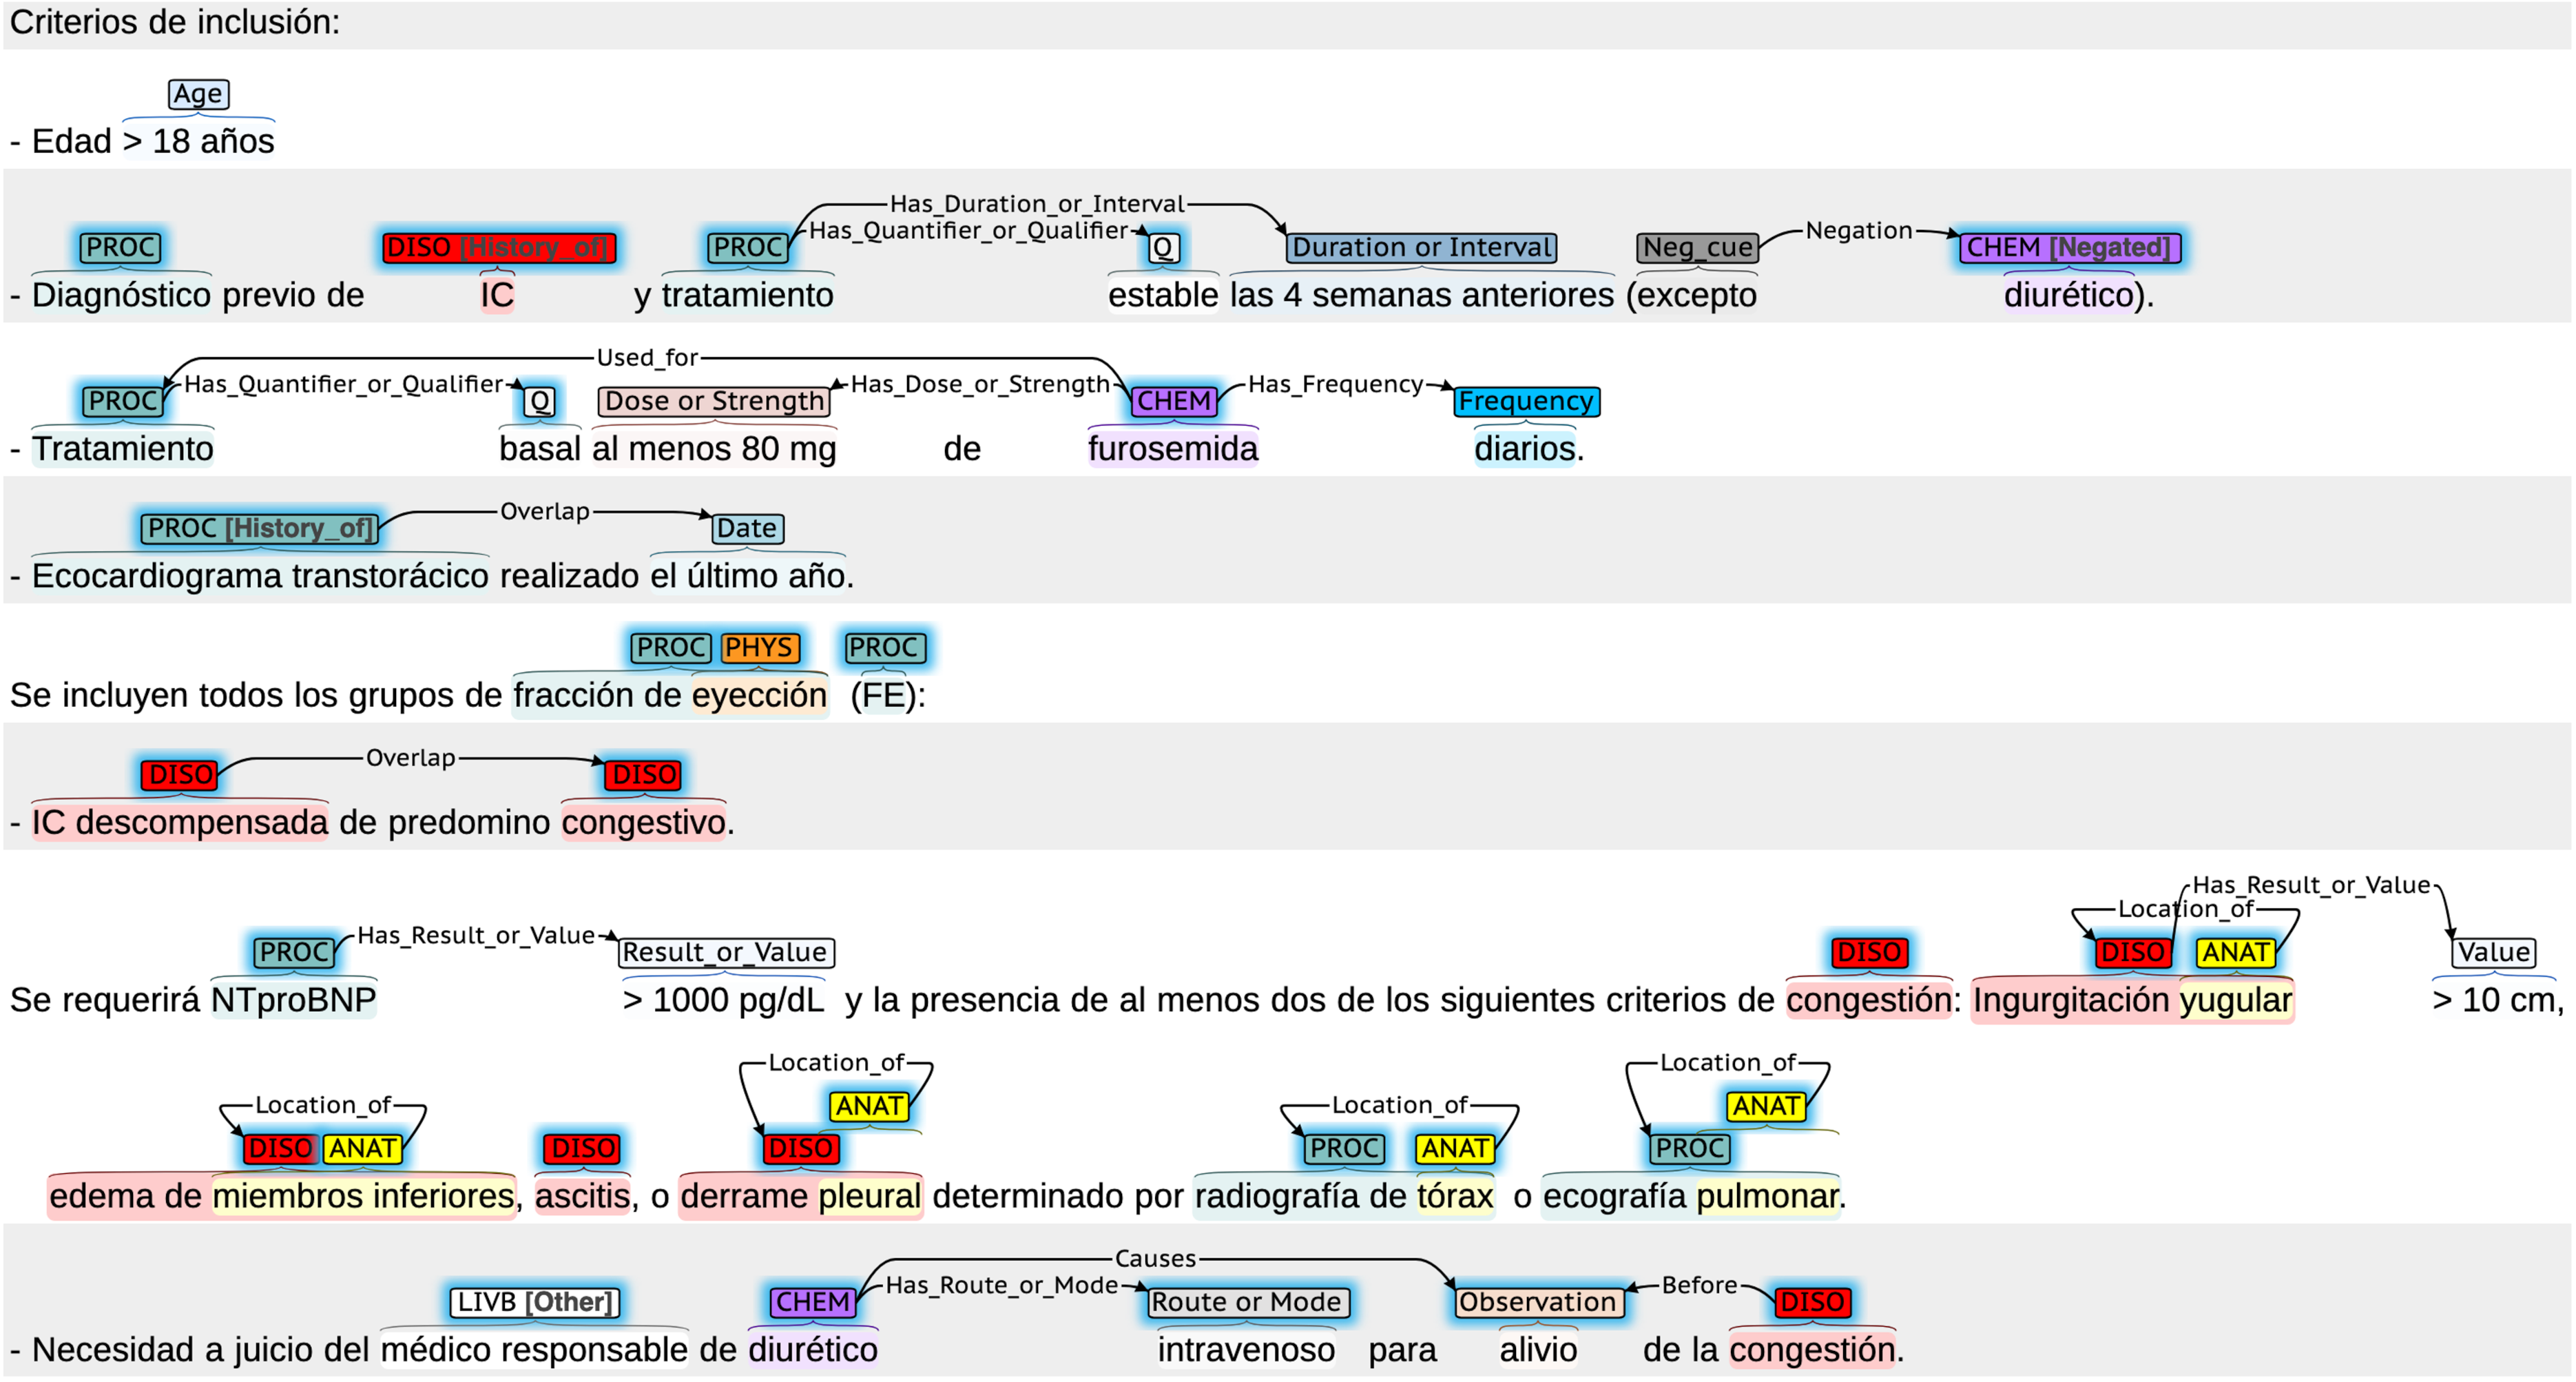 Criterios de inclusión:
Age
- Edad > 18 años
Has_Duration_or_Interval
Has_Quantifier_or_Qualifier Negation
PROC DISO [History_of] PROC Q Duration or Interval Neg_cue CHEM [Negated]
- Diagnóstico previo de IC y tratamiento estable las 4 semanas anteriores (excepto diurético).
Used_for
Has_Quantifier_or_Qualifier Has_Dose_or_Strength Has_Frequency
PROC Q Dose or Strength CHEM Frequency
- Tratamiento basal al menos 80 mg de furosemida diarios.
Overlap
PROC [History_of] Date
- Ecocardiograma transtorácico realizado el último año.
PROC PHYS PROC
Se incluyen todos los grupos de fracción de eyección (FE):
Overlap
DISO DISO
- IC descompensada de predomino congestivo.
Has_Result_or_Value
Location_of
Has_Result_or_Value
PROC Result_or_Value DISO DISO ANAT Value
Se requerirá NTproBNP > 1000 pg/dL y la presencia de al menos dos de los siguientes criterios de congestión: Ingurgitación yugular > 10 cm,
Location_of Location_of
Location_of ANAT Location_of ANAT
DISO ANAT DISO DISO PROC ANAT PROC
edema de miembros inferiores, ascitis, o derrame pleural determinado por radiografía de tórax o ecografía pulmonar.
Causes
Has_Route_or_Mode Before
LIVB [Other] CHEM Route or Mode Observation DISO
- Necesidad a juicio del médico responsable de diurético intravenoso para alivio de la congestión.